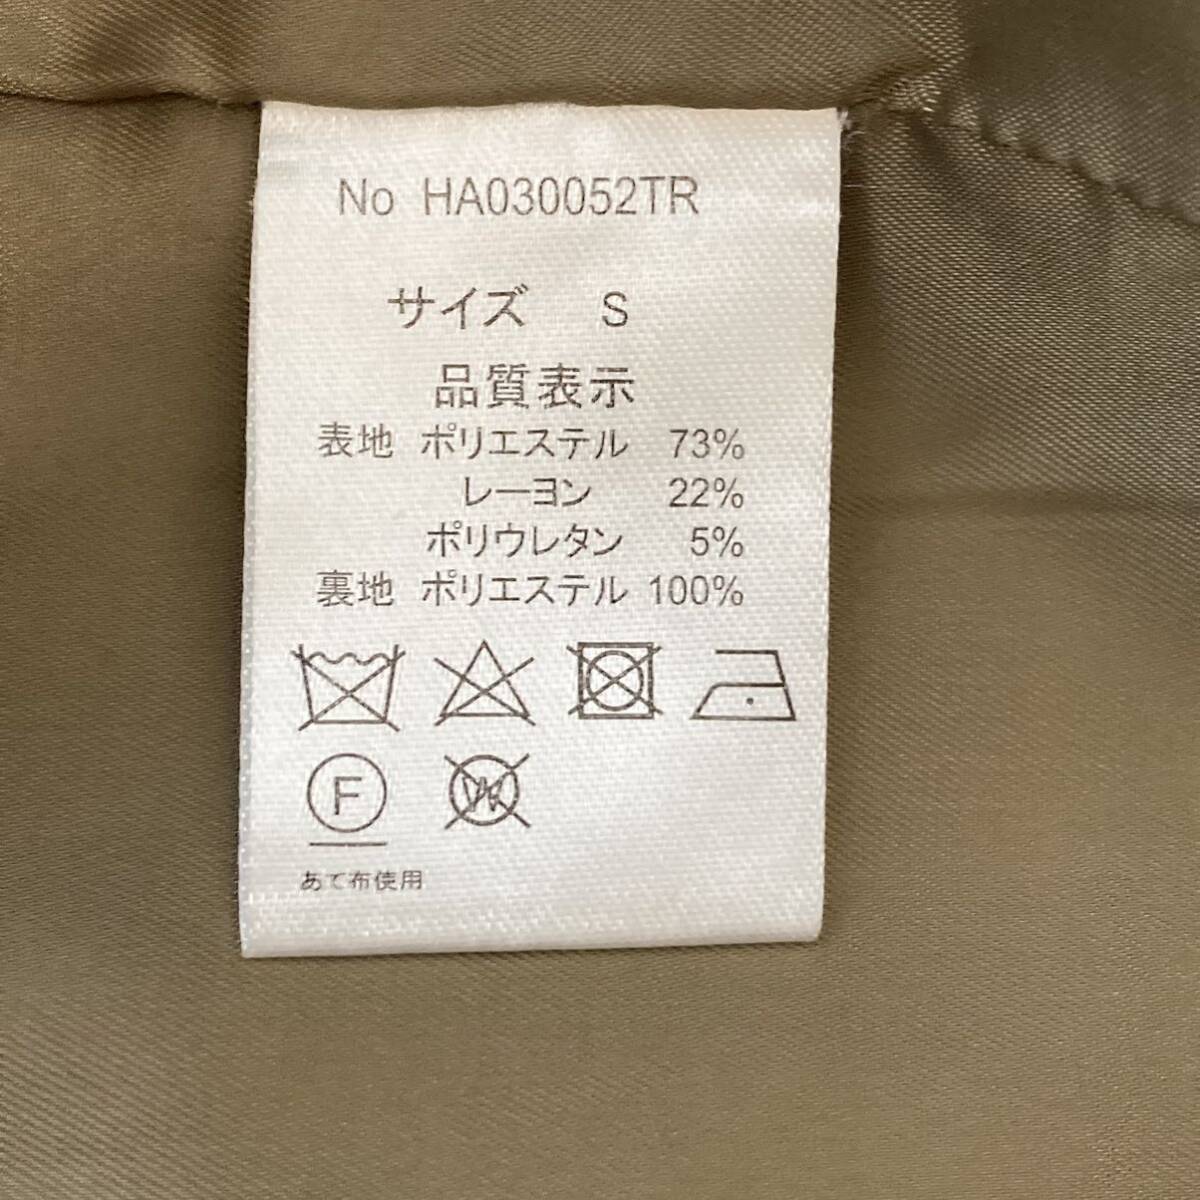 No HA030052TR
サイズ S
品質表示
表地 ポリエステル 73%
レーヨン 22%
ポリウレタン 5%
裏地 ポリエステル 100%
F W
あて布使用